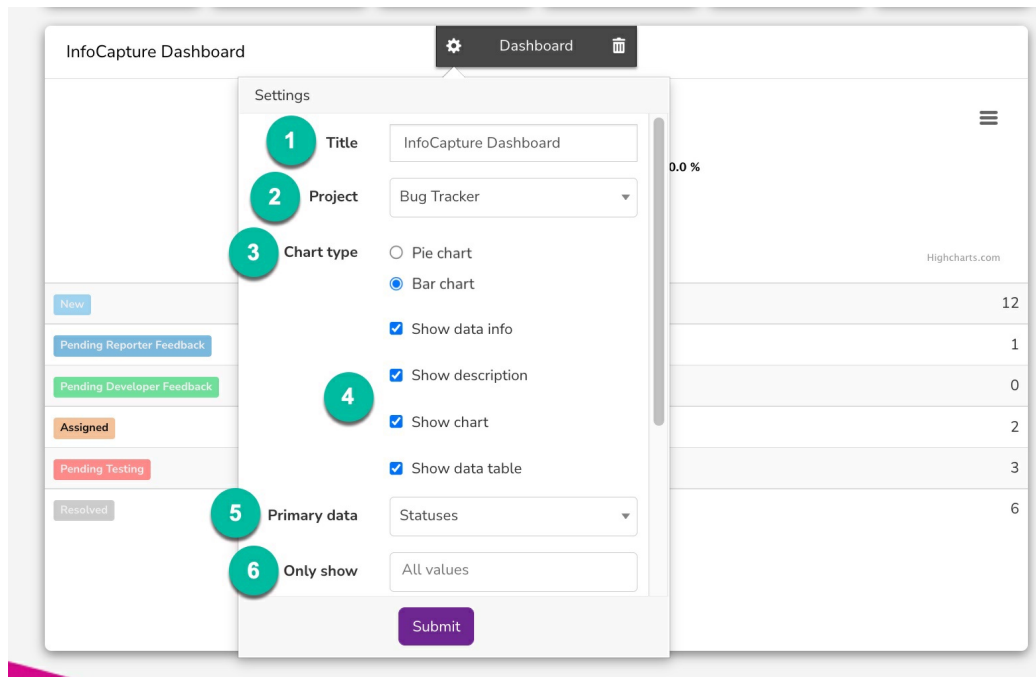 InfoCapture Dashboard
Dashboard
Settings
1 Title InfoCapture Dashboard
0.0 %
2 Project Bug Tracker
3 Chart type Pie chart
Highcharts.com
Bar chart
New 12
Show data info
Pending Reporter Feedback 1
Show description
Pending Developer Feedback 0
4
Show chart
Assigned 2
Pending Testing 3
Show data table
Resolved 6
5 Primary data Statuses
6 Only show All values
Submit